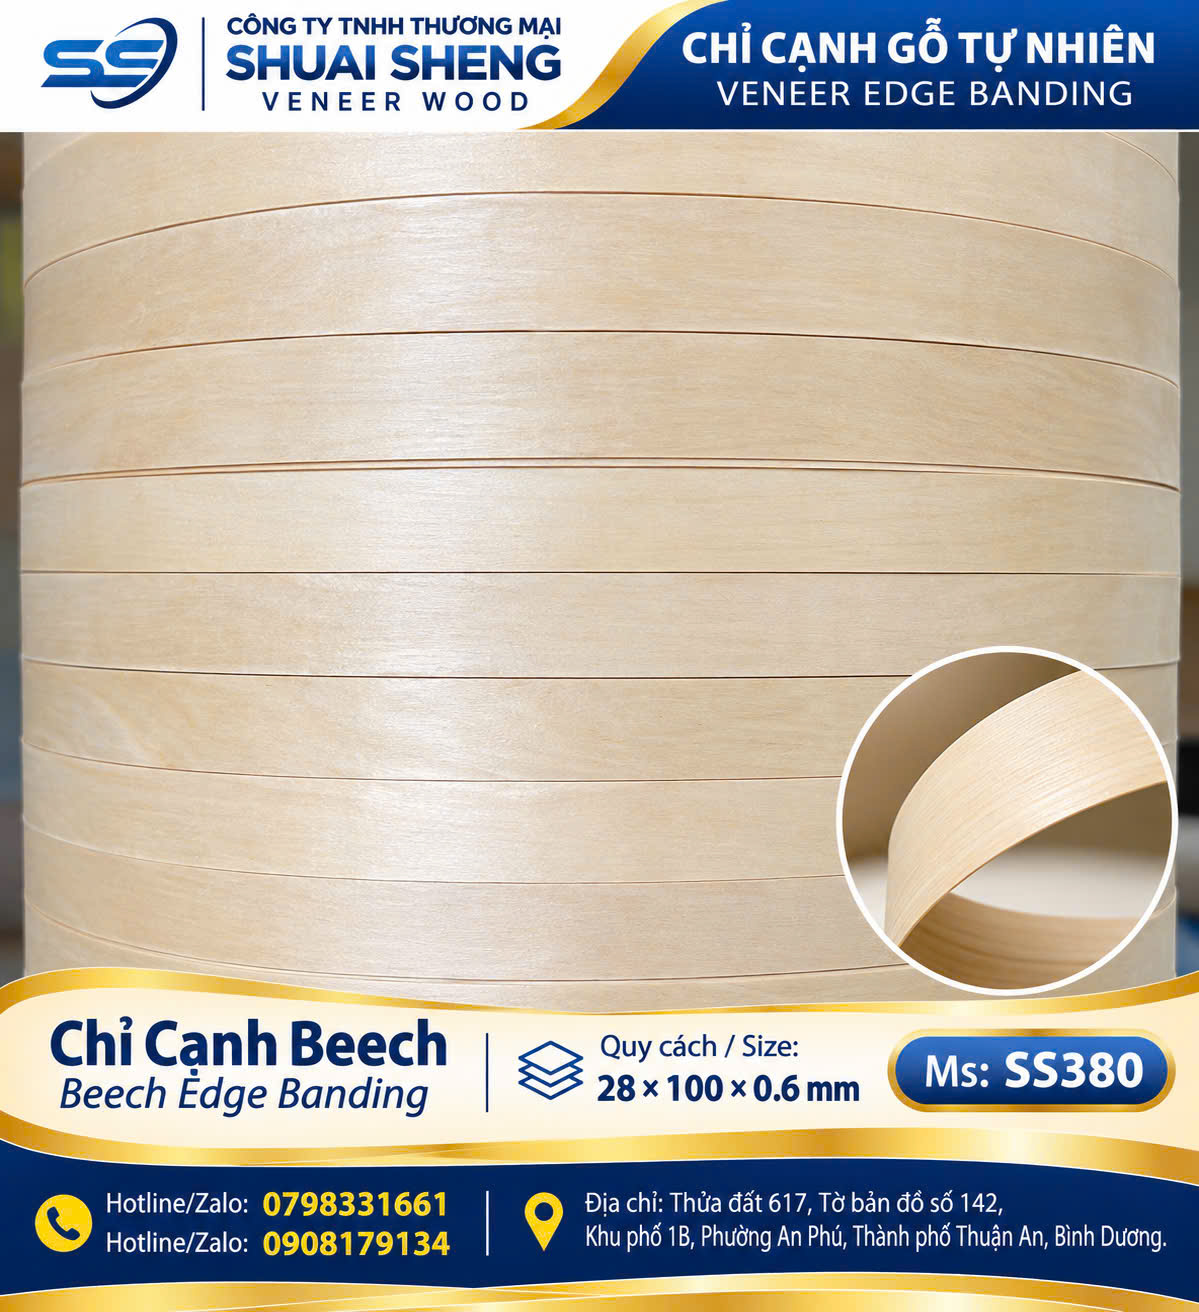 SS
CÔNG TY TNHH THƯƠNG MẠI
SHUAI SHENG
VENEER WOOD
CHỈ CẠNH GỖ TỰ NHIÊN
VENEER EDGE BANDING
Chỉ Cạnh Beech
Beech Edge Banding
Quy cách / Size:
28 × 100 × 0.6 mm
Ms: SS380
Hotline/Zalo: 0798331661
Hotline/Zalo: 0908179134
Địa chỉ: Thửa đất 617, Tờ bản đồ số 142,
Khu phố 1B, Phường An Phú, Thành phố Thuận An, Bình Dương.